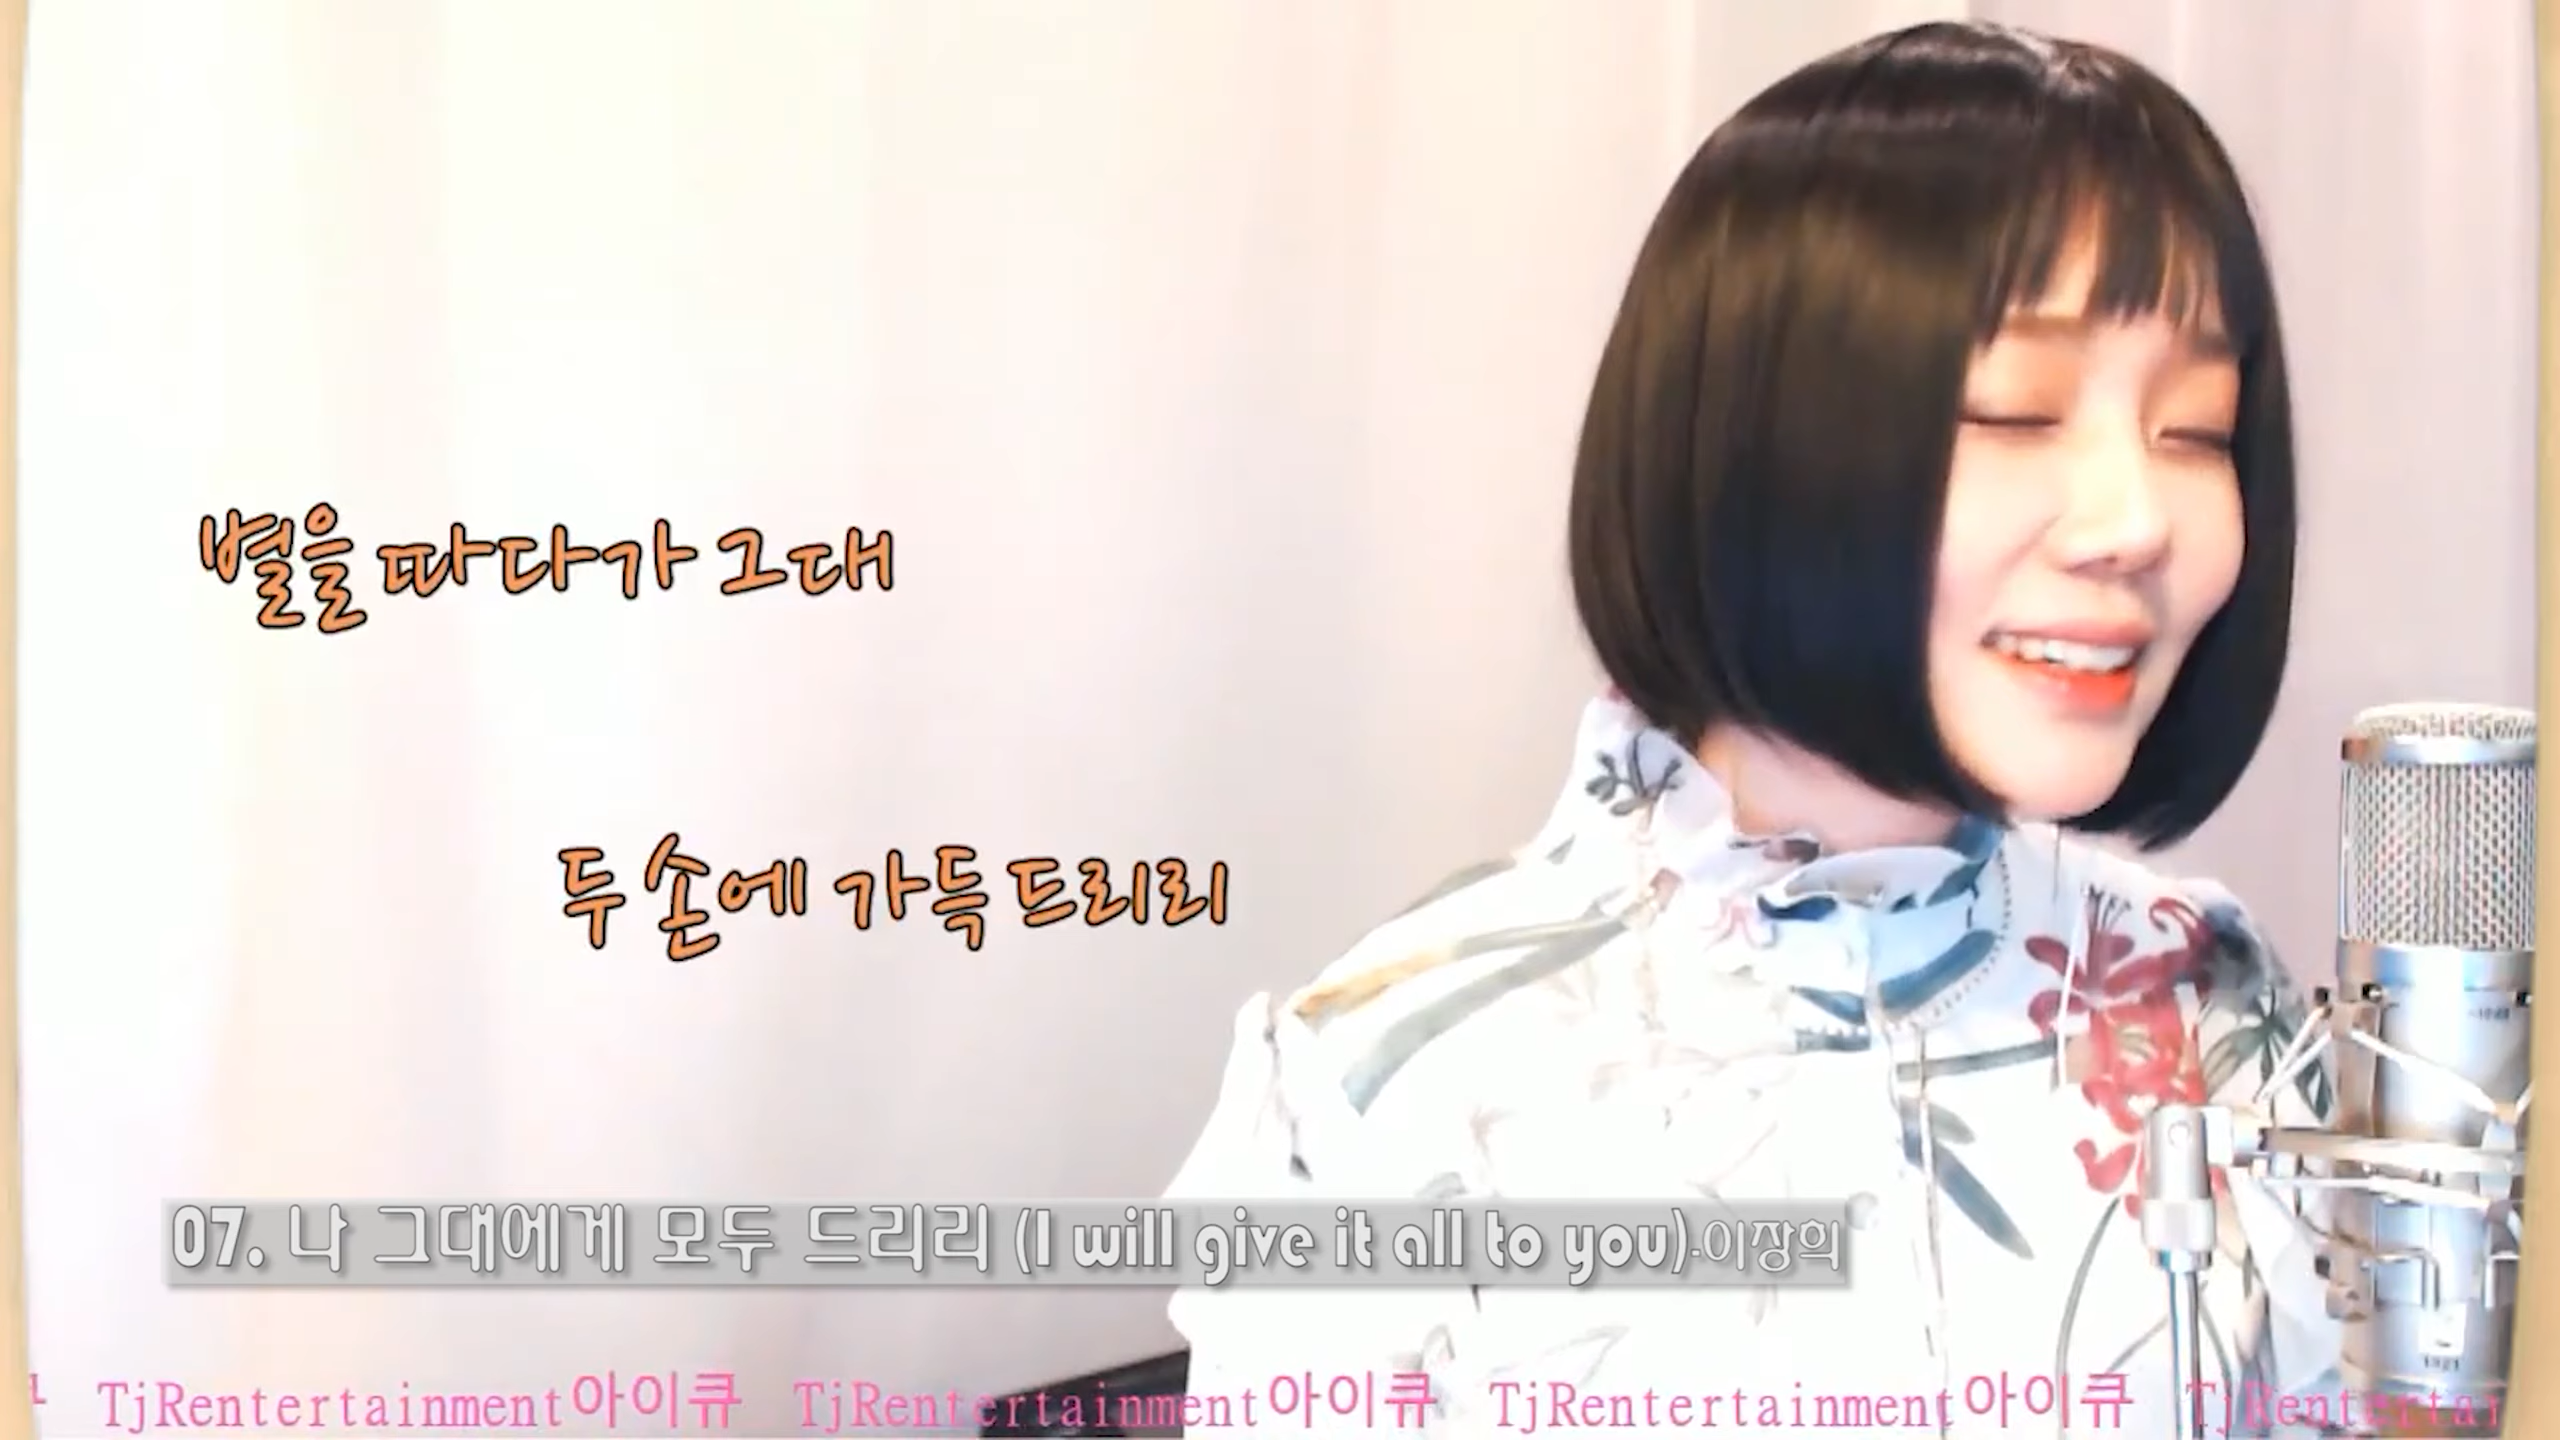 별을 따다가 그대
두 손에 가득 드리리
07. 나 그대에게 모두 드리리 (I will give it all to you)-이장희
TjRentertainment아이큐 TjRentertainment아이큐 TjRentertainment아이큐 TjRentertai